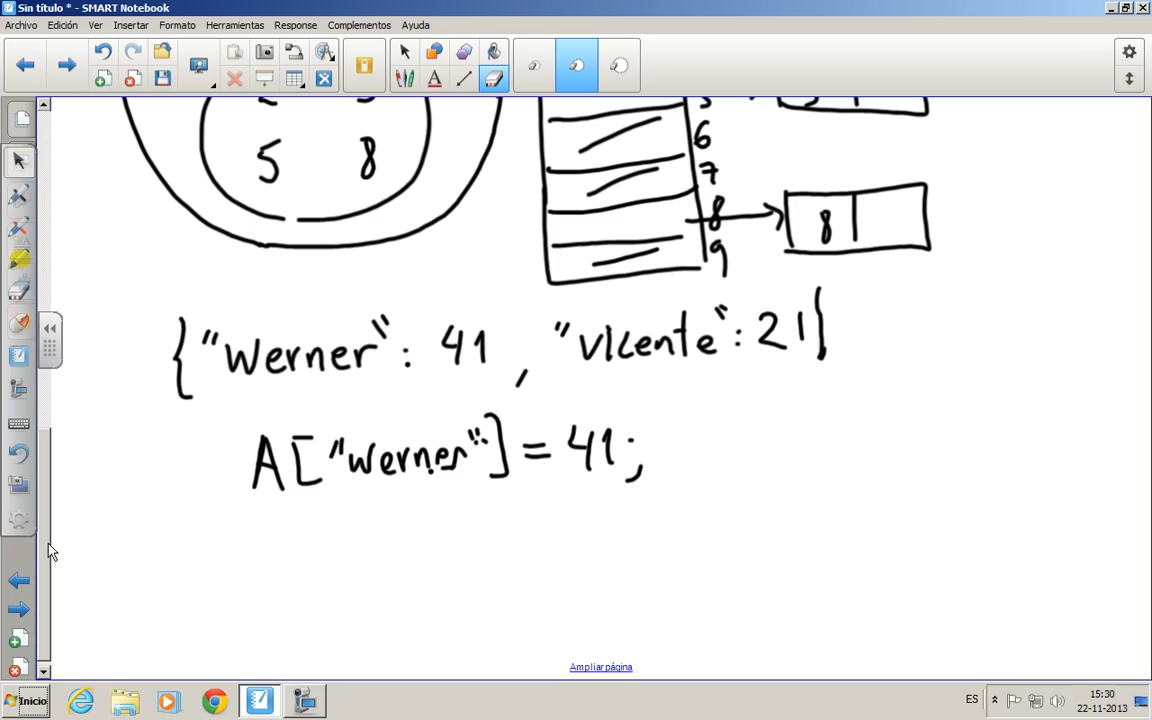 Sin título * - SMART Notebook
Archivo Edición Ver Insertar Formato Herramientas Response Complementos Ayuda
5
6
5 8
7
8
8
9
{"Werner": 41, "Vicente": 21}
A["Werner"] = 41;
Ampliar página
Inicio
ES
15:30
22-11-2013